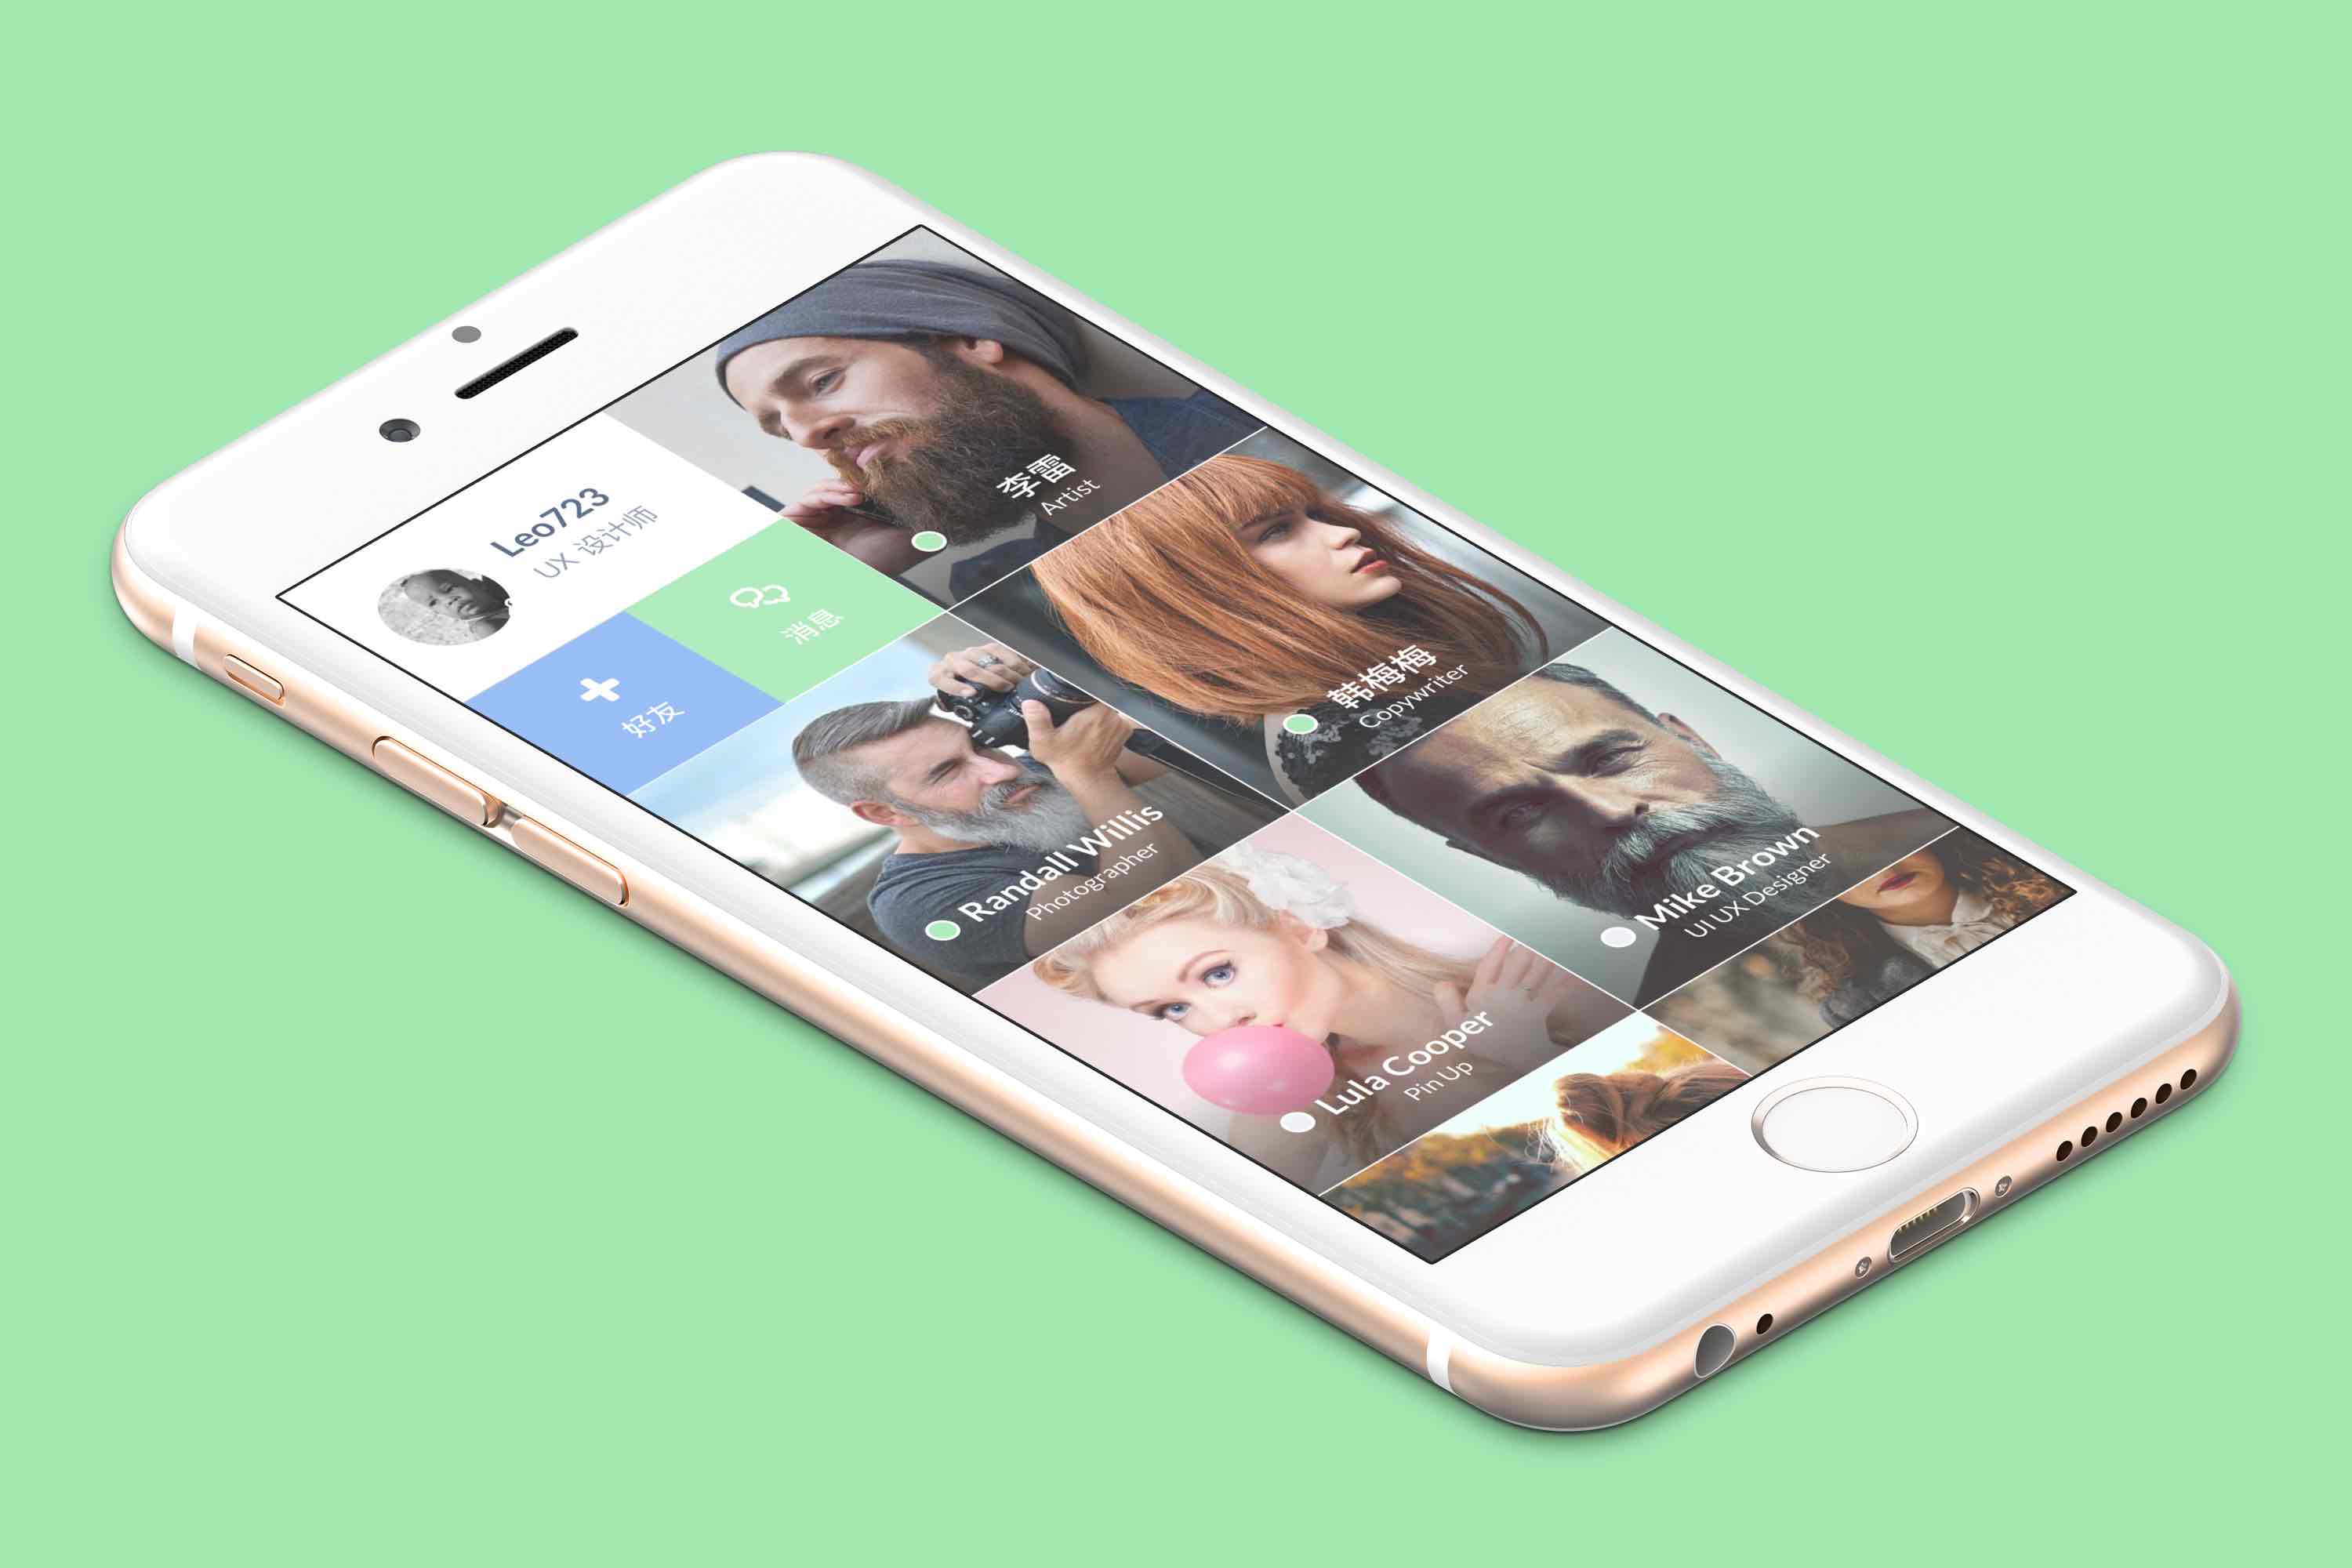 Leo723
UX 设计师
好友
消息
李雷
Artist
韩梅梅
Copywriter
Randall Willis
Photographer
Mike Brown
UI UX Designer
Lula Cooper
Pin Up